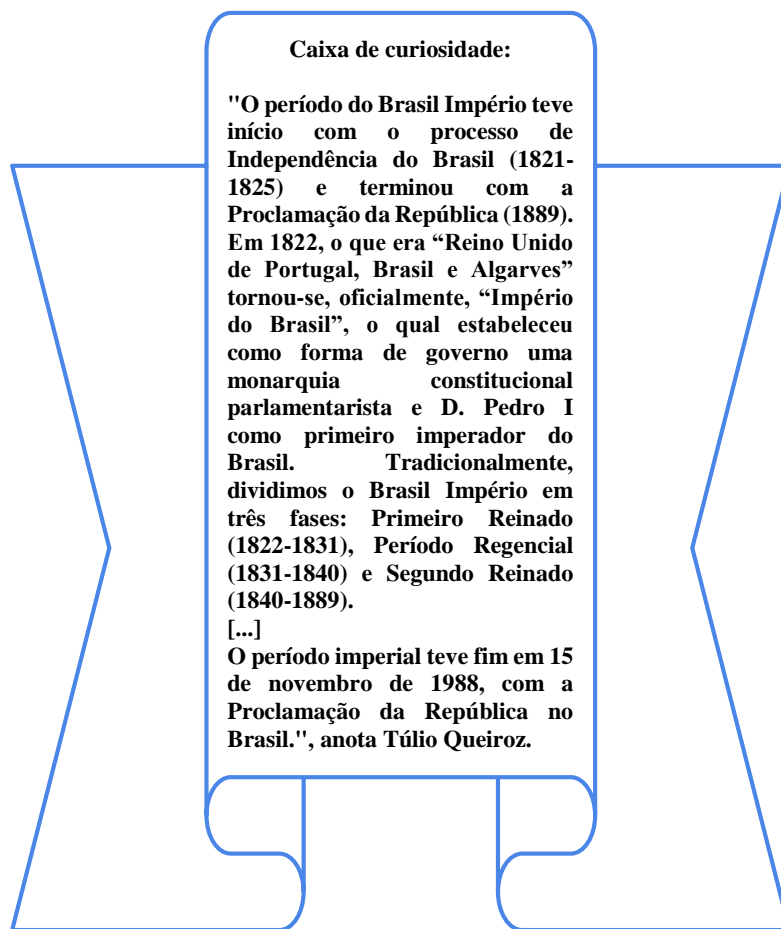 Caixa de curiosidade:
"O período do Brasil Império teve
início com o processo de
Independência do Brasil (1821-
1825) e terminou com a
Proclamação da República (1889).
Em 1822, o que era “Reino Unido
de Portugal, Brasil e Algarves”
tornou-se, oficialmente, “Império
do Brasil”, o qual estabeleceu
como forma de governo uma
monarquia constitucional
parlamentarista e D. Pedro I
como primeiro imperador do
Brasil. Tradicionalmente,
dividimos o Brasil Império em
três fases: Primeiro Reinado
(1822-1831), Período Regencial
(1831-1840) e Segundo Reinado
(1840-1889).
[...]
O período imperial teve fim em 15
de novembro de 1988, com a
Proclamação da República no
Brasil.", anota Túlio Queiroz.